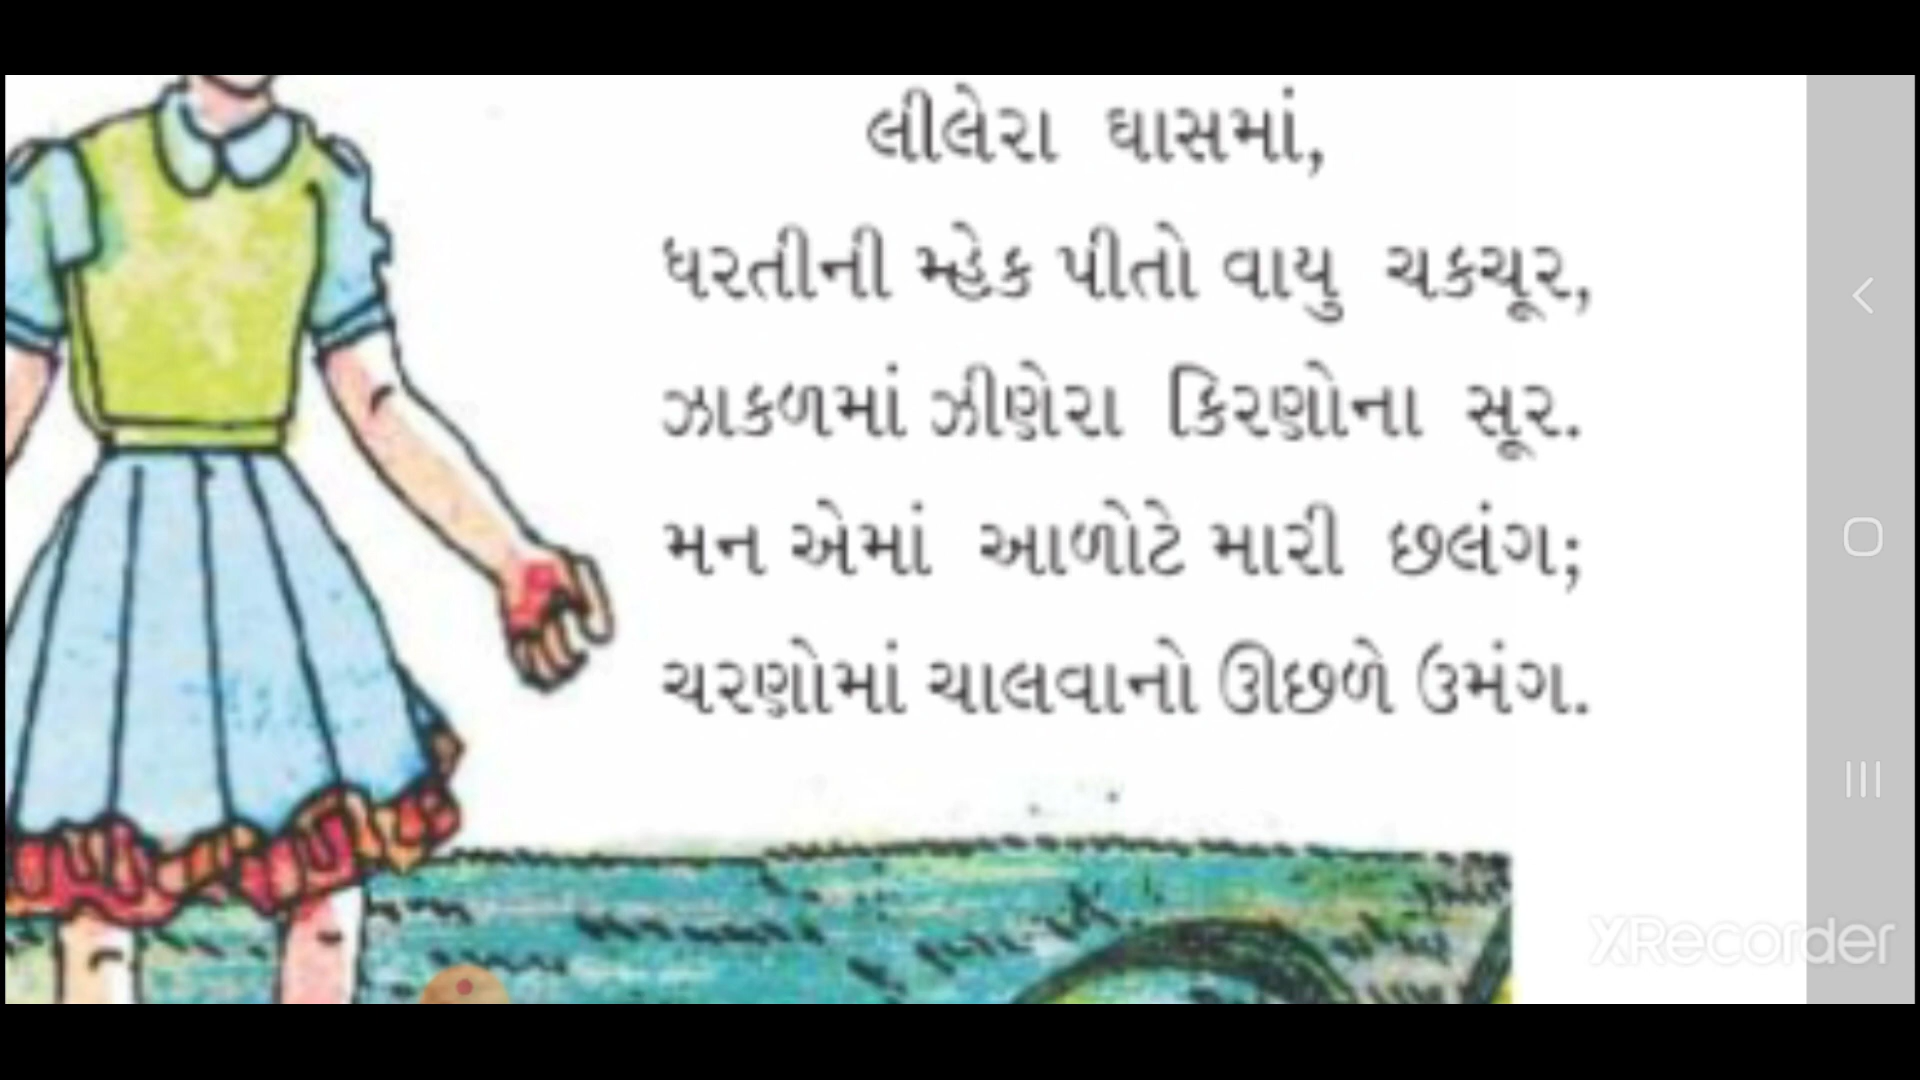 લીલેરા ઘાસમાં,
ધરતીની મ્હેક પીતો વાયુ ચકચૂર,
ઝાકળમાં ઝીણેરા કિરણોના સૂર.
મન એમાં આળોટે મારી છલંગ;
ચરણોમાં ચાલવાનો ઊછળે ઉમંગ.
XRecorder